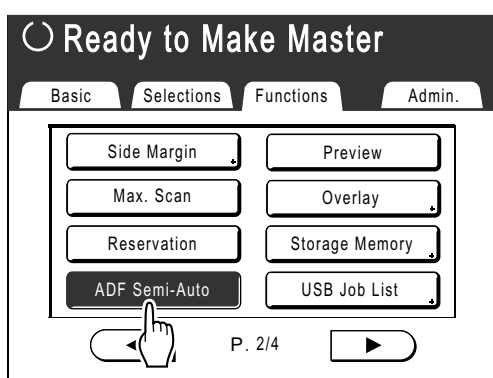 Ready to Make Master
Basic Selections Functions Admin.
Side Margin Preview
Max. Scan Overlay
Reservation Storage Memory
ADF Semi-Auto USB Job List
P. 2/4